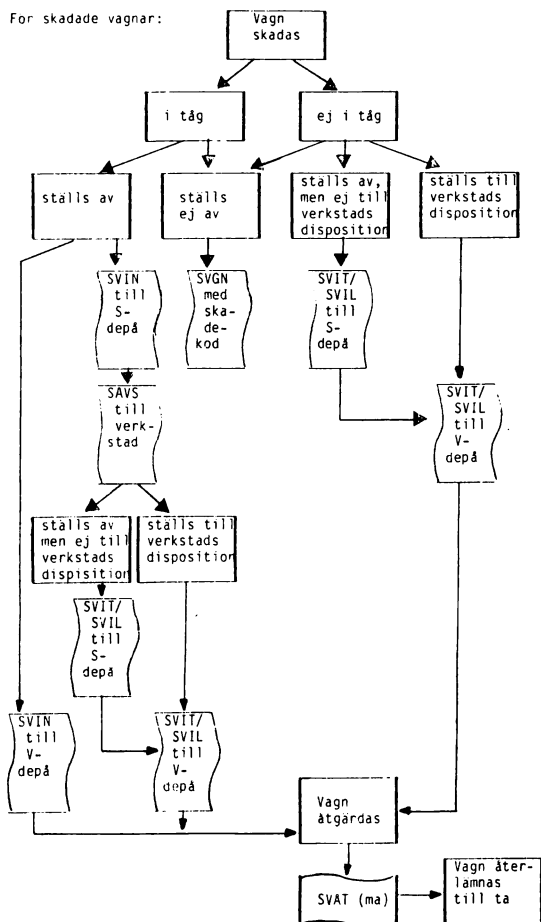 För skadade vagnar:
Vagn
skadas
i tåg
ej i tåg
ställs av
ställs
ej av
ställs av,
men ej till
verkstads
disposition
ställs till
verkstads
disposition
SVIN
till
S-
depå
SVGN
med
ska-
de-
kod
SVIT/
SVIL
till
S-
depå
SAVS
till
verk-
stad
SVIT/
SVIL
till
V-
depå
ställs av
men ej till
verkstads
dispisition
ställs till
verkstads
disposition
SVIT/
SVIL
till
S-
depå
SVIN
till
V-
depå
SVIT/
SVIL
till
V-
depå
Vagn
åtgärdas
SVAT (ma)
Vagn åter-
lämnas
till ta